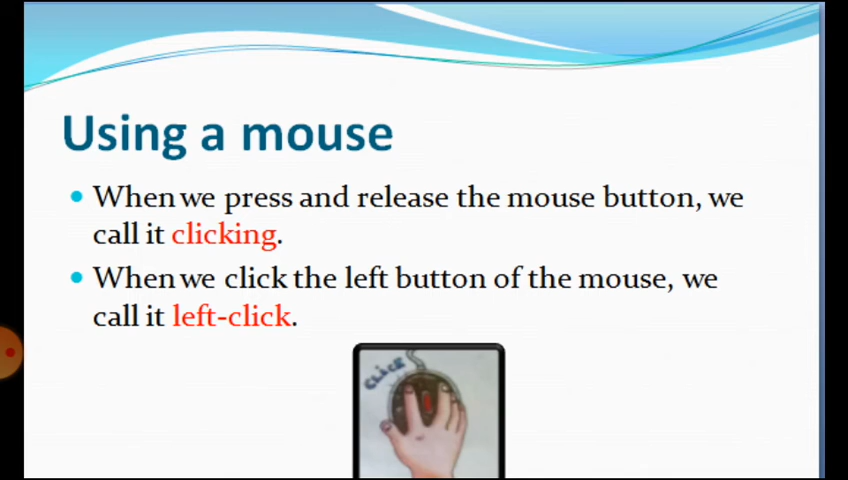 Using a mouse
When we press and release the mouse button, we
call it clicking.
When we click the left button of the mouse, we
call it left-click.
CLICK